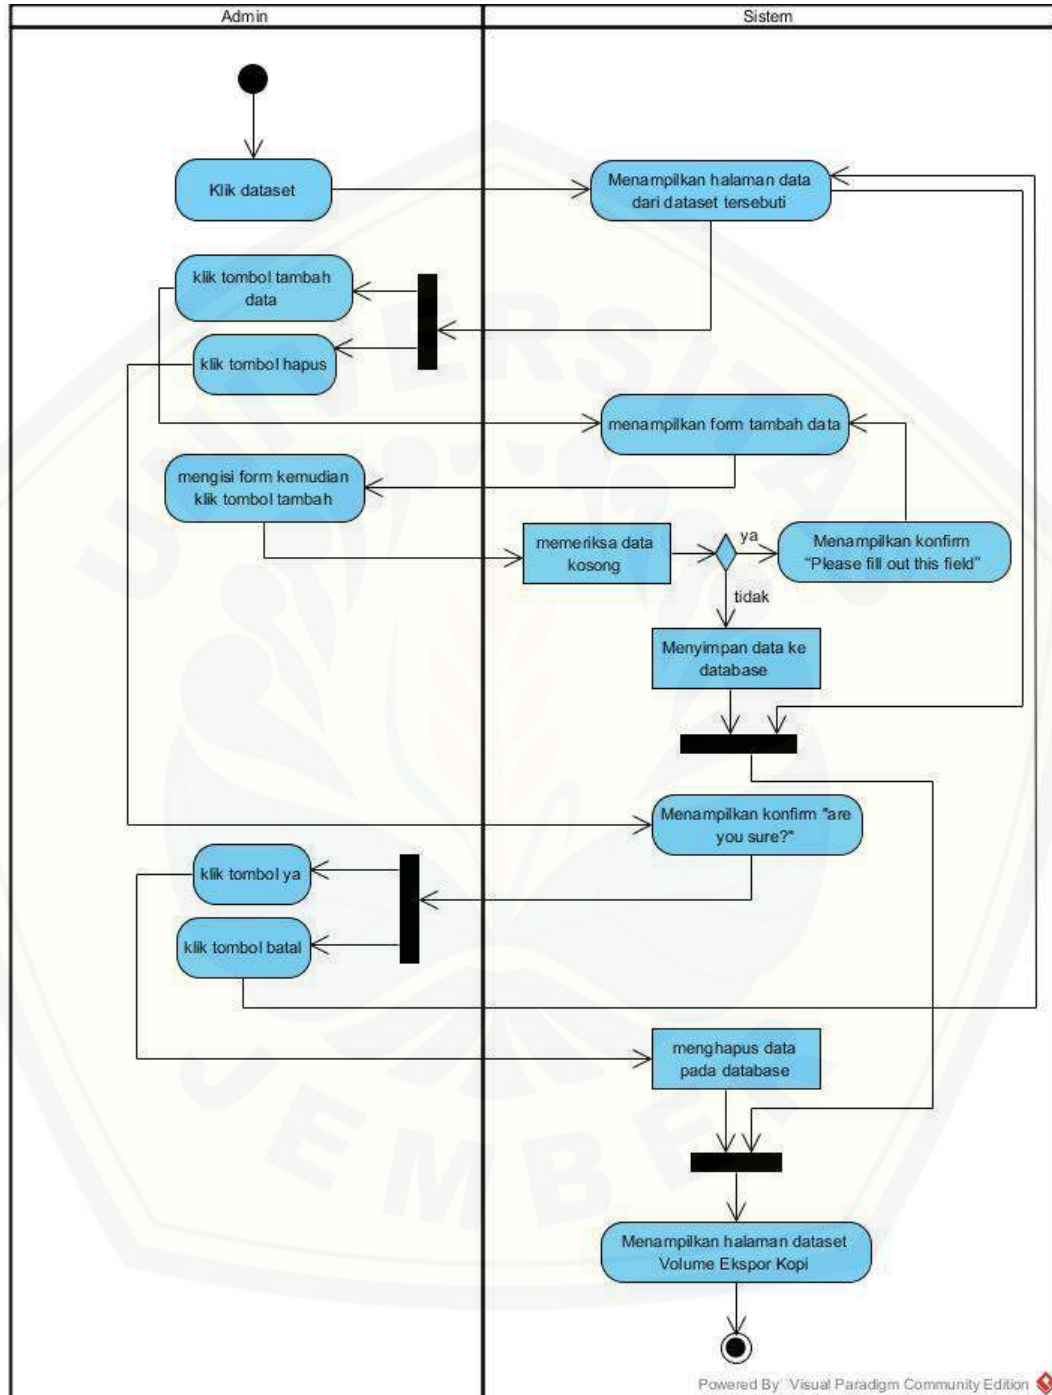 Admin
Sistem
Klik dataset
Menampilkan halaman data
dari dataset tersebuti
klik tombol tambah
data
klik tombol hapus
menampilkan form tambah data
mengisi form kemudian
klik tombol tambah
memeriksa data
kosong
ya
Menampilkan konfirm
"Please fill out this field"
tidak
Menyimpan data ke
database
Menampilkan konfirm "are
you sure?"
klik tombol ya
klik tombol batal
menghapus data
pada database
Menampilkan halaman dataset
Volume Ekspor Kopi
UNIVERSITAS
JEMBER
Powered By Visual Paradigm Community Edition